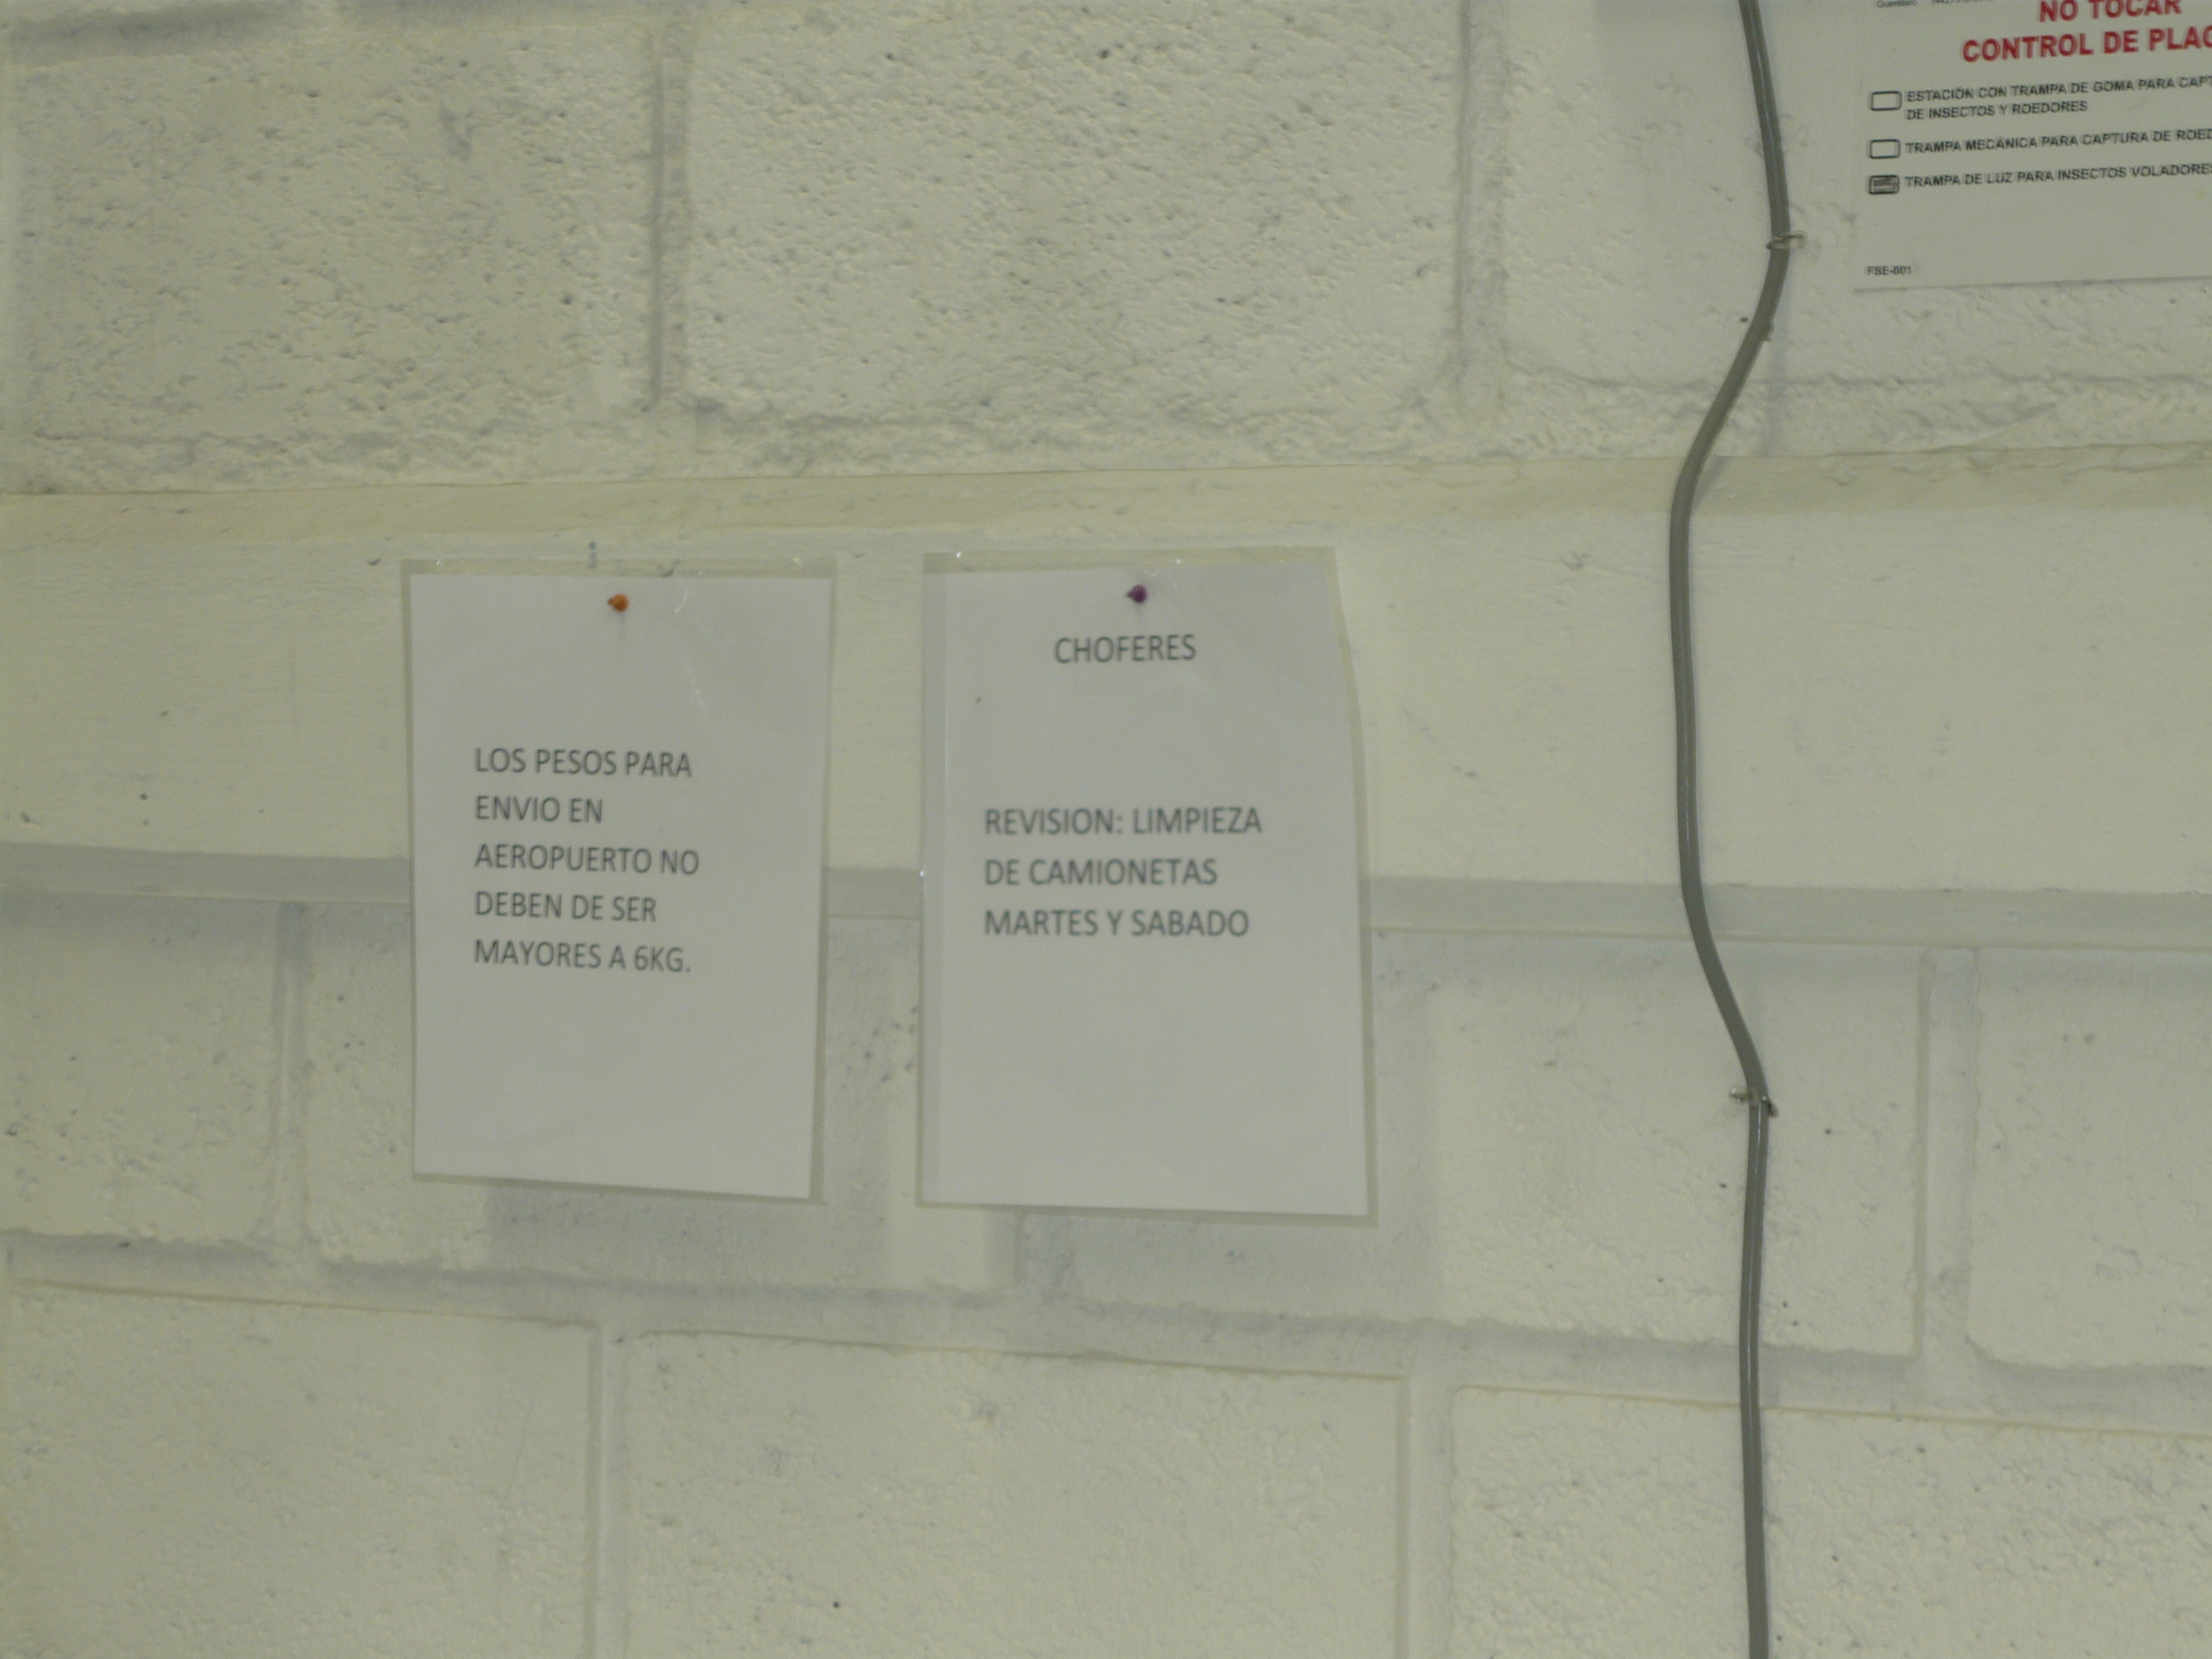 NO TOCAR
CONTROL DE PLAG
ESTACIÓN CON TRAMPA DE GOMA PARA CAPT
DE INSECTOS Y ROEDORES
TRAMPA MECÁNICA PARA CAPTURA DE ROED
TRAMPA DE LUZ PARA INSECTOS VOLADORES
FSE-001
LOS PESOS PARA
ENVIO EN
AEROPUERTO NO
DEBEN DE SER
MAYORES A 6KG.
CHOFERES
REVISION: LIMPIEZA
DE CAMIONETAS
MARTES Y SABADO